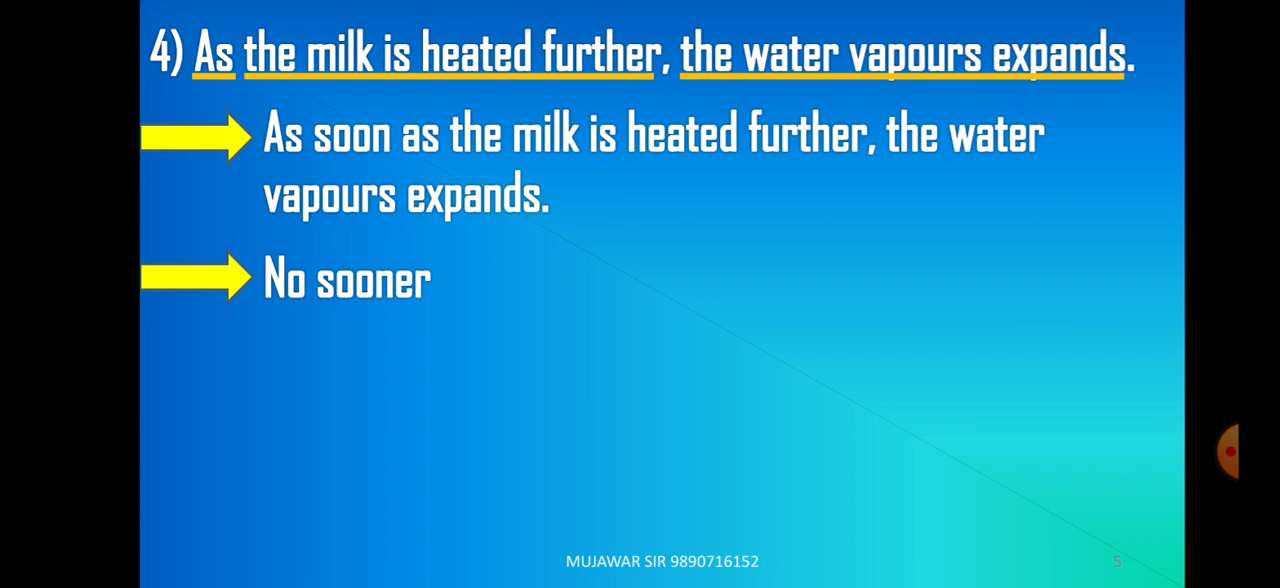 4) As the milk is heated further, the water vapours expands.
As soon as the milk is heated further, the water
vapours expands.
No sooner
MUJAWAR SIR 9890716152
5